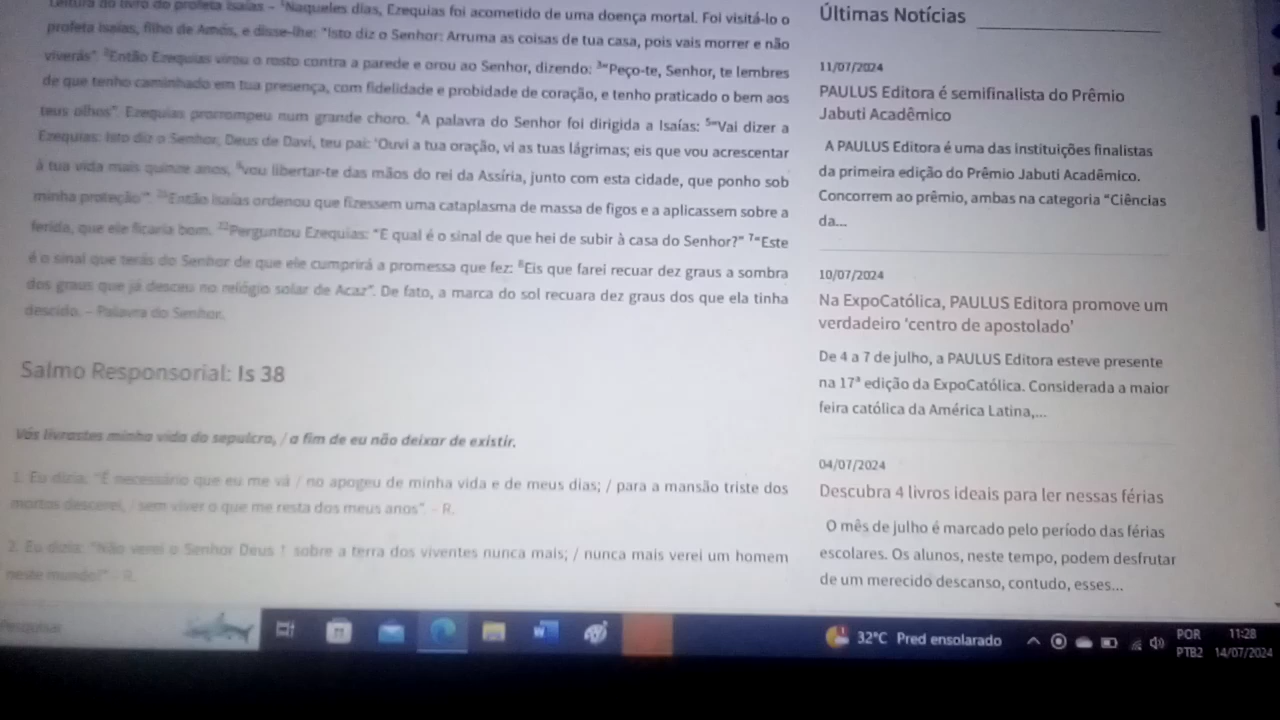 Leitura do livro do profeta Isaías – ¹Naqueles dias, Ezequias foi acometido de uma doença mortal. Foi visitá-lo o
profeta Isaías, filho de Amós, e disse-lhe: "Isto diz o Senhor: Arruma as coisas de tua casa, pois vais morrer e não
viverás". ²Então Ezequias virou o rosto contra a parede e orou ao Senhor, dizendo: ³"Peço-te, Senhor, te lembres
de que tenho caminhado em tua presença, com fidelidade e probidade de coração, e tenho praticado o bem aos
teus olhos". Ezequias prorrompeu num grande choro. ⁴A palavra do Senhor foi dirigida a Isaías: ⁵"Vai dizer a
Ezequias: Isto diz o Senhor, Deus de Davi, teu pai: 'Ouvi a tua oração, vi as tuas lágrimas; eis que vou acrescentar
à tua vida mais quinze anos, ⁶vou libertar-te das mãos do rei da Assíria, junto com esta cidade, que ponho sob
minha proteção'". ²¹Então Isaías ordenou que fizessem uma cataplasma de massa de figos e a aplicassem sobre a
ferida, que ele ficaria bom. ²²Perguntou Ezequias: "E qual é o sinal de que hei de subir à casa do Senhor?" ⁷"Este
é o sinal que terás do Senhor de que ele cumprirá a promessa que fez: ⁸Eis que farei recuar dez graus a sombra
dos graus que já desceu no relógio solar de Acaz". De fato, a marca do sol recuara dez graus dos que ela tinha
descido. – Palavra do Senhor.
Salmo Responsorial: Is 38
Vós livrastes minha vida do sepulcro, / a fim de eu não deixar de existir.
1. Eu dizia: "É necessário que eu me vá / no apogeu de minha vida e de meus dias; / para a mansão triste dos
mortos descerei, / sem viver o que me resta dos meus anos". – R.
2. Eu dizia: "Não verei o Senhor Deus † sobre a terra dos viventes nunca mais; / nunca mais verei um homem
neste mundo!" – R.
Últimas Notícias
11/07/2024
PAULUS Editora é semifinalista do Prêmio
Jabuti Acadêmico
A PAULUS Editora é uma das instituições finalistas
da primeira edição do Prêmio Jabuti Acadêmico.
Concorrem ao prêmio, ambas na categoria "Ciências
da...
10/07/2024
Na ExpoCatólica, PAULUS Editora promove um
verdadeiro 'centro de apostolado'
De 4 a 7 de julho, a PAULUS Editora esteve presente
na 17ª edição da ExpoCatólica. Considerada a maior
feira católica da América Latina,...
04/07/2024
Descubra 4 livros ideais para ler nessas férias
O mês de julho é marcado pelo período das férias
escolares. Os alunos, neste tempo, podem desfrutar
de um merecido descanso, contudo, esses...
Pesquisar
32°C Pred ensolarado
POR 11:28
PTB2 14/07/2024